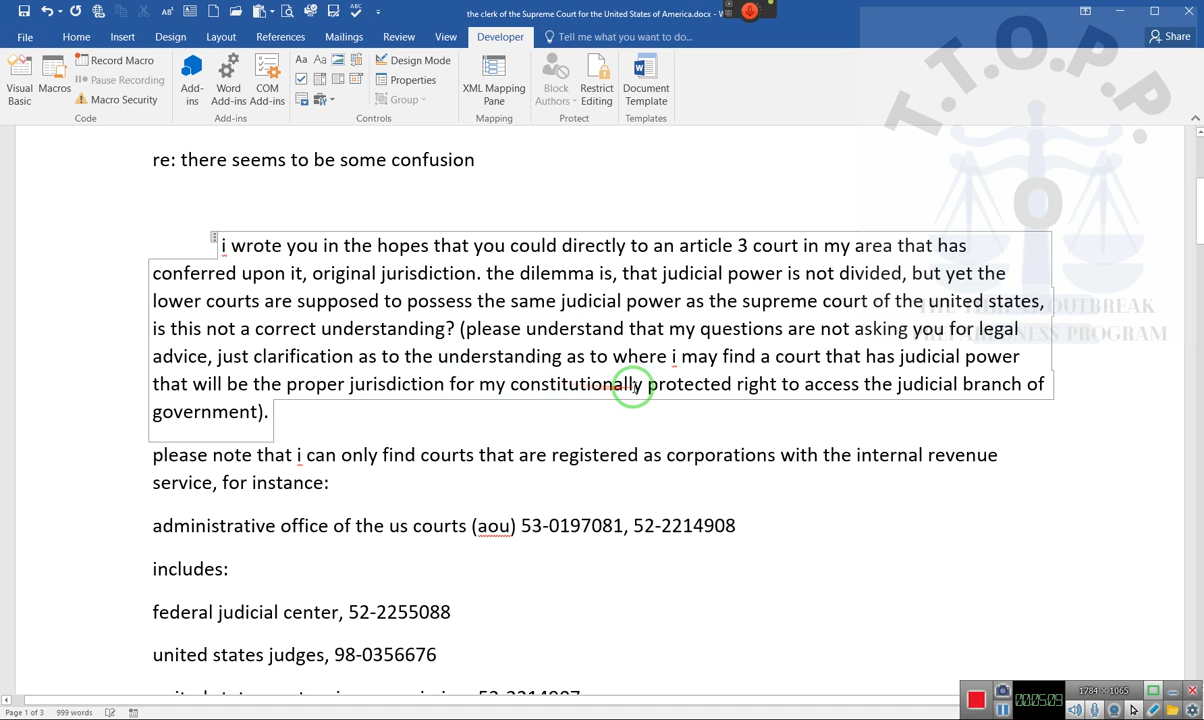 the clerk of the Supreme Court for the United States of America.docx - W
File Home Insert Design Layout References Mailings Review View Developer Tell me what you want to do... Share
Visual Basic
Macros
Record Macro
Pause Recording
Macro Security
Code
Add-ins
Word Add-ins
COM Add-ins
Add-ins
Aa Aa
Design Mode
Properties
Group
Controls
XML Mapping Pane
Mapping
Block Authors
Restrict Editing
Protect
Document Template
Templates
T.T.O.P.P.
O
THE THIRD OUTBREAK
PREPAREDNESS PROGRAM
re: there seems to be some confusion
i wrote you in the hopes that you could directly to an article 3 court in my area that has
conferred upon it, original jurisdiction. the dilemma is, that judicial power is not divided, but yet the
lower courts are supposed to possess the same judicial power as the supreme court of the united states,
is this not a correct understanding? (please understand that my questions are not asking you for legal
advice, just clarification as to the understanding as to where i may find a court that has judicial power
that will be the proper jurisdiction for my constitutionally protected right to access the judicial branch of
government).
please note that i can only find courts that are registered as corporations with the internal revenue
service, for instance:
administrative office of the us courts (aou) 53-0197081, 52-2214908
includes:
federal judicial center, 52-2255088
united states judges, 98-0356676
Page 1 of 3 999 words
00:05:09
1784 × 1065